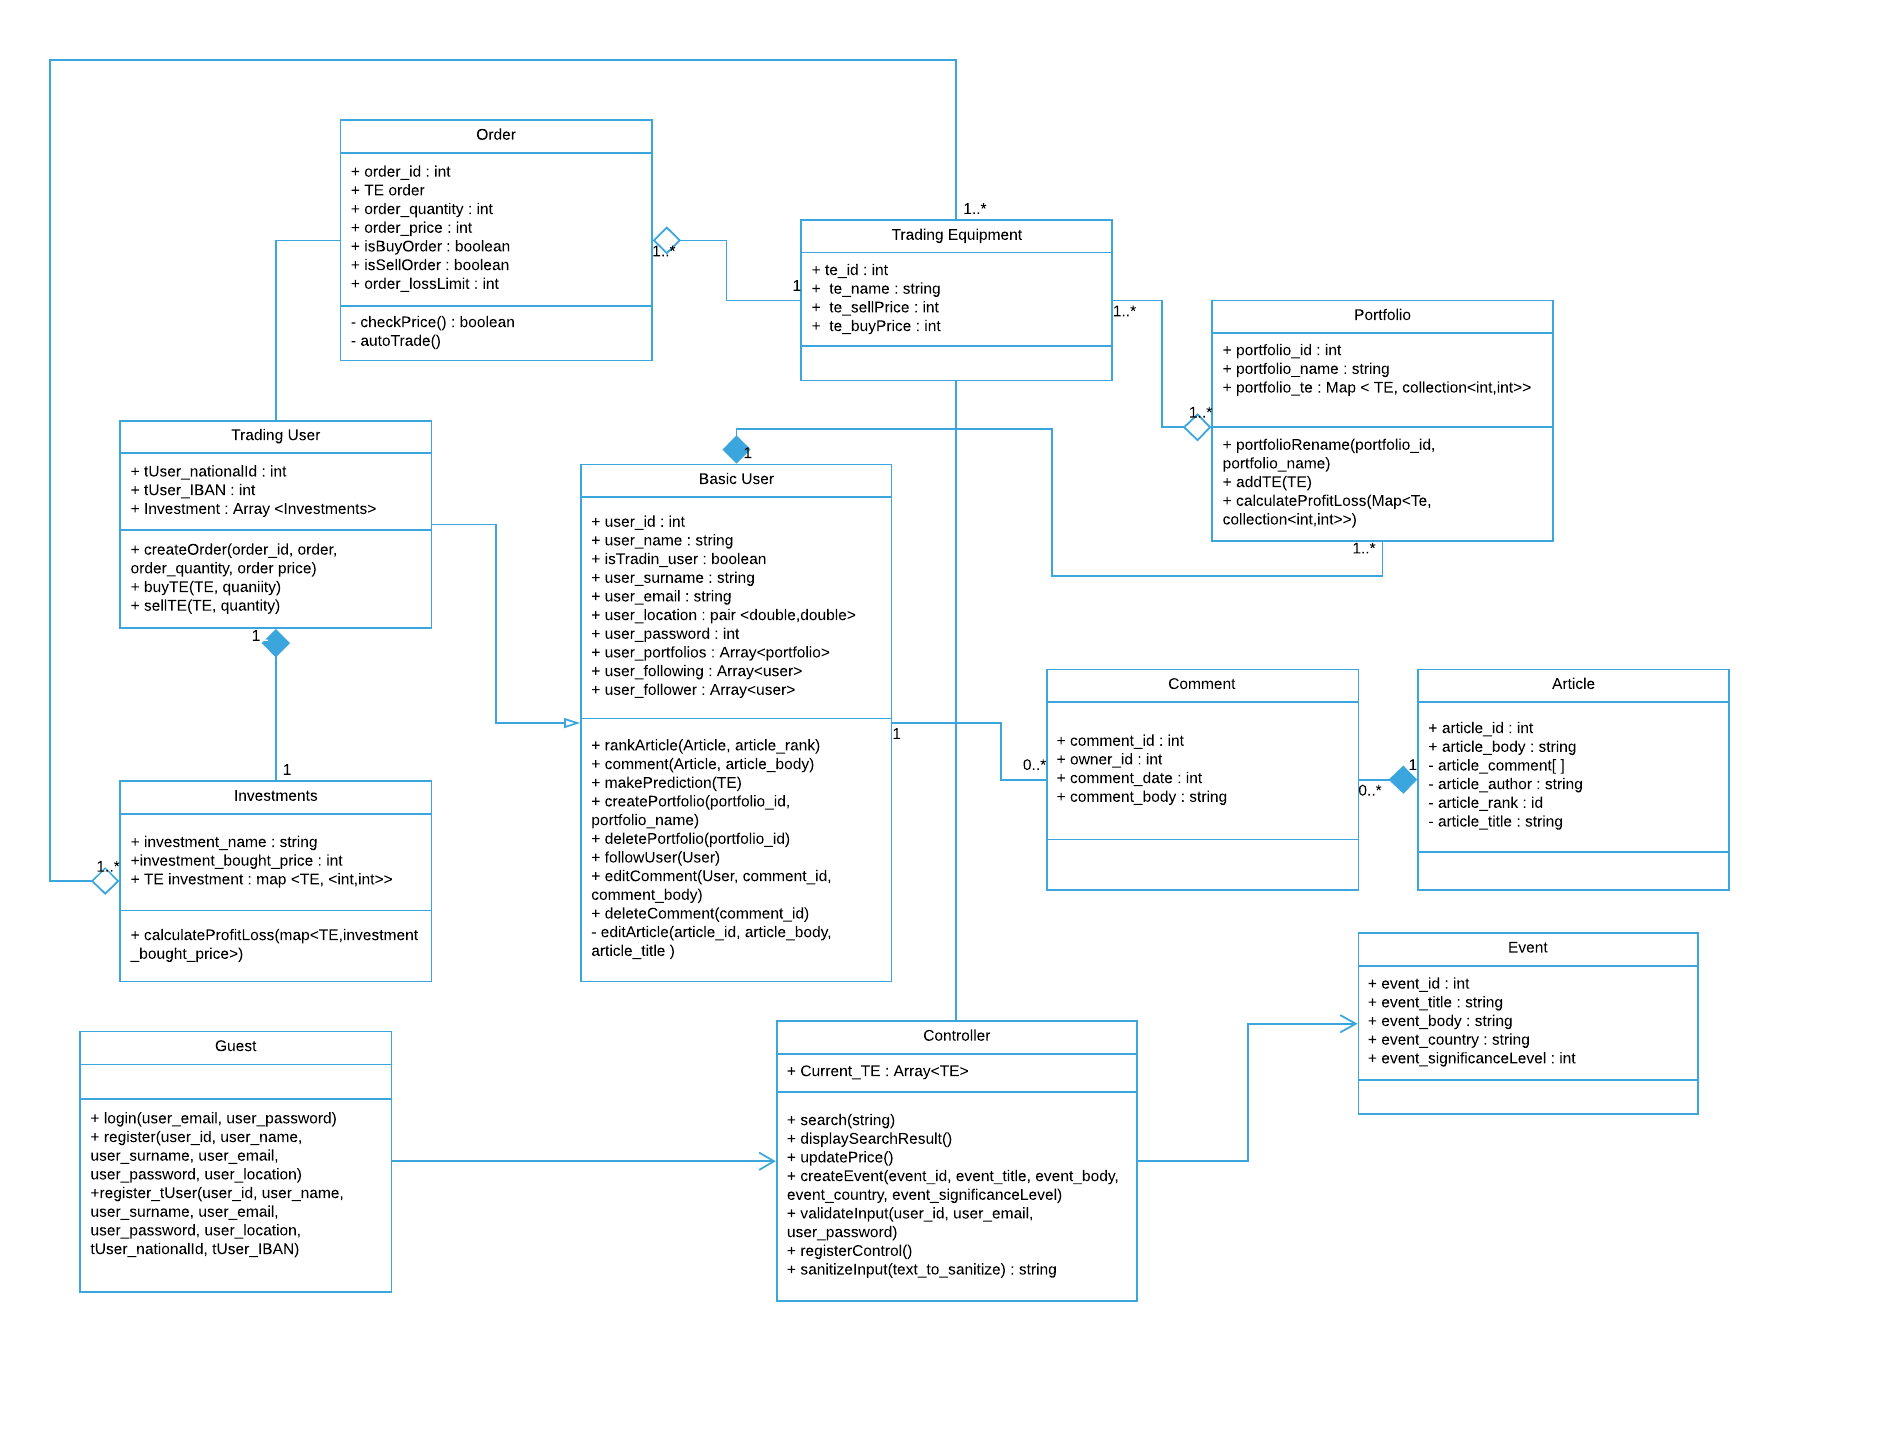 Order
+ order_id : int
+ TE order
+ order_quantity : int
+ order_price : int
+ isBuyOrder : boolean
+ isSellOrder : boolean
+ order_lossLimit : int
- checkPrice() : boolean
- autoTrade()
1..*
1
1..*
Trading Equipment
+ te_id : int
+  te_name : string
+  te_sellPrice : int
+  te_buyPrice : int
1..*
1..*
Portfolio
+ portfolio_id : int
+ portfolio_name : string
+ portfolio_te : Map < TE, collection<int,int>>
+ portfolioRename(portfolio_id,
portfolio_name)
+ addTE(TE)
+ calculateProfitLoss(Map<Te,
collection<int,int>>)
1..*
Trading User
+ tUser_nationalId : int
+ tUser_IBAN : int
+ Investment : Array <Investments>
+ createOrder(order_id, order,
order_quantity, order price)
+ buyTE(TE, quaniity)
+ sellTE(TE, quantity)
1
1
1
Basic User
+ user_id : int
+ user_name : string
+ isTradin_user : boolean
+ user_surname : string
+ user_email : string
+ user_location : pair <double,double>
+ user_password : int
+ user_portfolios : Array<portfolio>
+ user_following : Array<user>
+ user_follower : Array<user>
+ rankArticle(Article, article_rank)
+ comment(Article, article_body)
+ makePrediction(TE)
+ createPortfolio(portfolio_id,
portfolio_name)
+ deletePortfolio(portfolio_id)
+ followUser(User)
+ editComment(User, comment_id,
comment_body)
+ deleteComment(comment_id)
- editArticle(article_id, article_body,
article_title )
1
0..*
Comment
+ comment_id : int
+ owner_id : int
+ comment_date : int
+ comment_body : string
0..*
1
Article
+ article_id : int
+ article_body : string
- article_comment[ ]
- article_author : string
- article_rank : id
- article_title : string
1..*
Investments
+ investment_name : string
+investment_bought_price : int
+ TE investment : map <TE, <int,int>>
+ calculateProfitLoss(map<TE,investment
_bought_price>)
Event
+ event_id : int
+ event_title : string
+ event_body : string
+ event_country : string
+ event_significanceLevel : int
Guest
+ login(user_email, user_password)
+ register(user_id, user_name,
user_surname, user_email,
user_password, user_location)
+register_tUser(user_id, user_name,
user_surname, user_email,
user_password, user_location,
tUser_nationalId, tUser_IBAN)
Controller
+ Current_TE : Array<TE>
+ search(string)
+ displaySearchResult()
+ updatePrice()
+ createEvent(event_id, event_title, event_body,
event_country, event_significanceLevel)
+ validateInput(user_id, user_email,
user_password)
+ registerControl()
+ sanitizeInput(text_to_sanitize) : string